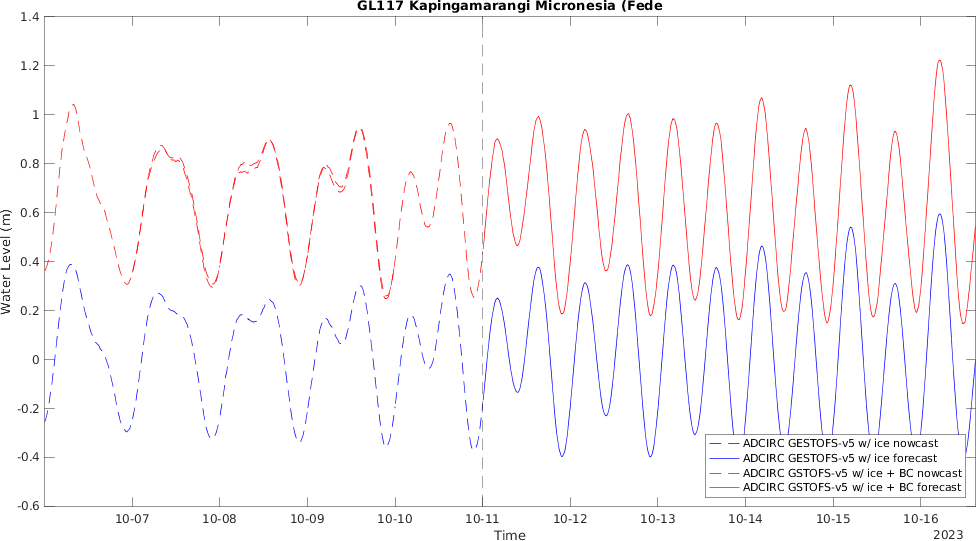 GL117 Kapingamarangi Micronesia (Fede
1.4
1.2
1
0.8
0.6
0.4
0.2
0
-0.2
-0.4
-0.6
Water Level (m)
ADCIRC GESTOFS-v5 w/ ice nowcast
ADCIRC GESTOFS-v5 w/ ice forecast
ADCIRC GSTOFS-v5 w/ ice + BC nowcast
ADCIRC GSTOFS-v5 w/ ice + BC forecast
10-07 10-08 10-09 10-10 10-11 10-12 10-13 10-14 10-15 10-16
Time
2023